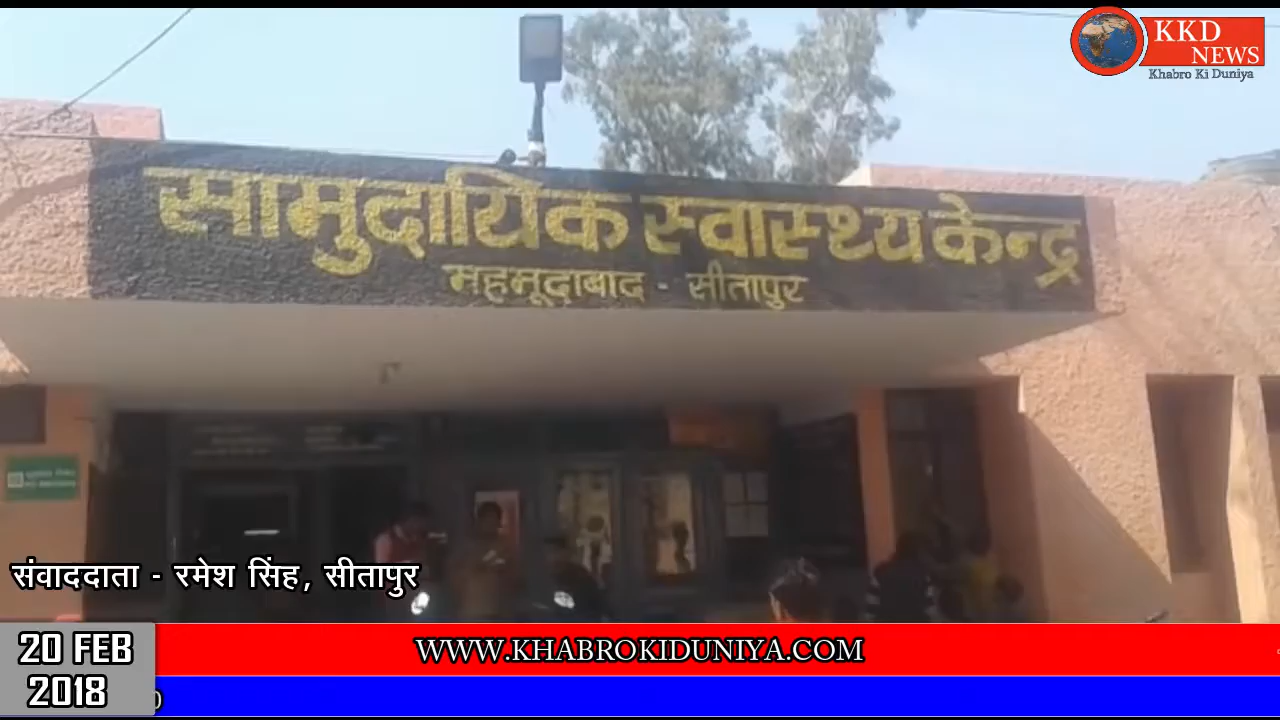 KKD
NEWS
Khabro Ki Duniya
सामुदायिक स्वास्थ्य केन्द्र
महमूदाबाद - सीतापुर
संवाददाता - रमेश सिंह, सीतापुर
20 FEB
2018
WWW.KHABROKIDUNIYA.COM